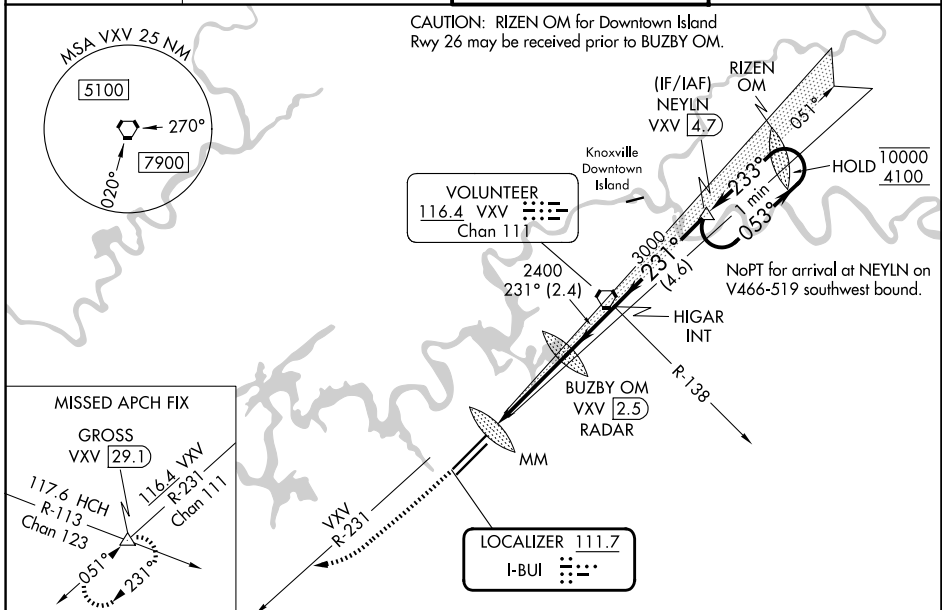 CAUTION: RIZEN OM for Downtown Island
Rwy 26 may be received prior to BUZBY OM.
MSA VXV 25 NM
5100
270°
7900
020°
(IF/IAF)
NEYLN
VXV 4.7
RIZEN
OM
051°
Knoxville
Downtown
Island
HOLD 10000
4100
233°
1 min
053°
VOLUNTEER
116.4 VXV
Chan 111
3000
231°
(4.6)
NoPT for arrival at NEYLN on
V466-519 southwest bound.
2400
231° (2.4)
HIGAR
INT
R-138
BUZBY OM
VXV 2.5
RADAR
MM
MISSED APCH FIX
GROSS
VXV 29.1
116.4 VXV
R-231
Chan 111
117.6 HCH
R-113
Chan 123
051°
231°
VXV
R-231
LOCALIZER 111.7
I-BUI